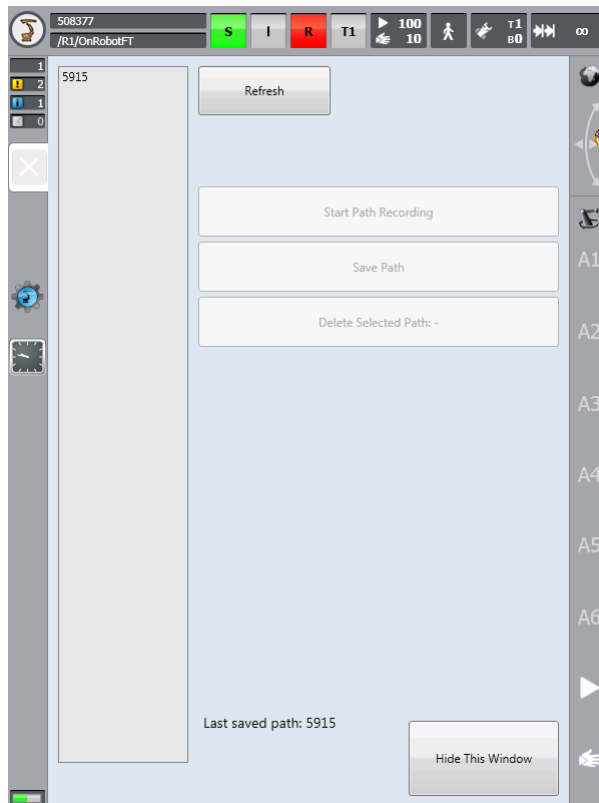 508377
/R1/OnRobotFT
S I R T1 100 10 T1 B0 ∞
1
2
1
0
5915
Refresh
Start Path Recording
Save Path
Delete Selected Path: -
A1
A2
A3
A4
A5
A6
Last saved path: 5915
Hide This Window